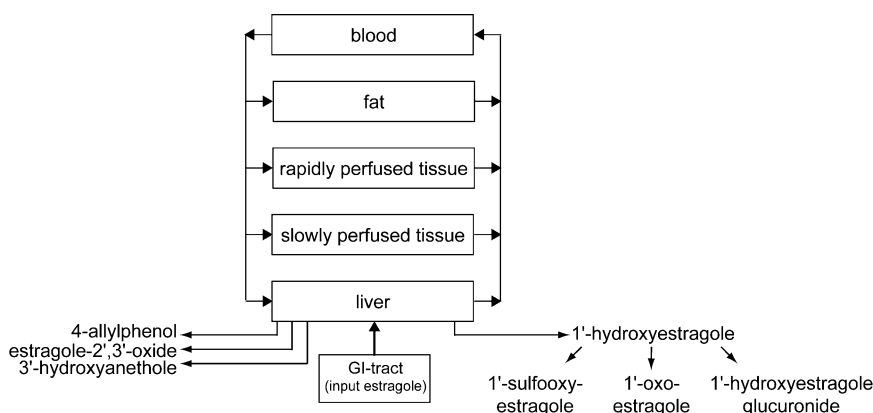 blood
fat
rapidly perfused tissue
slowly perfused tissue
liver
4-allylphenol
estragole-2',3'-oxide
3'-hydroxyanethole
GI-tract
(input estragole)
1'-hydroxyestragole
1'-sulfooxy-
estragole
1'-oxo-
estragole
1'-hydroxyestragole
glucuronide